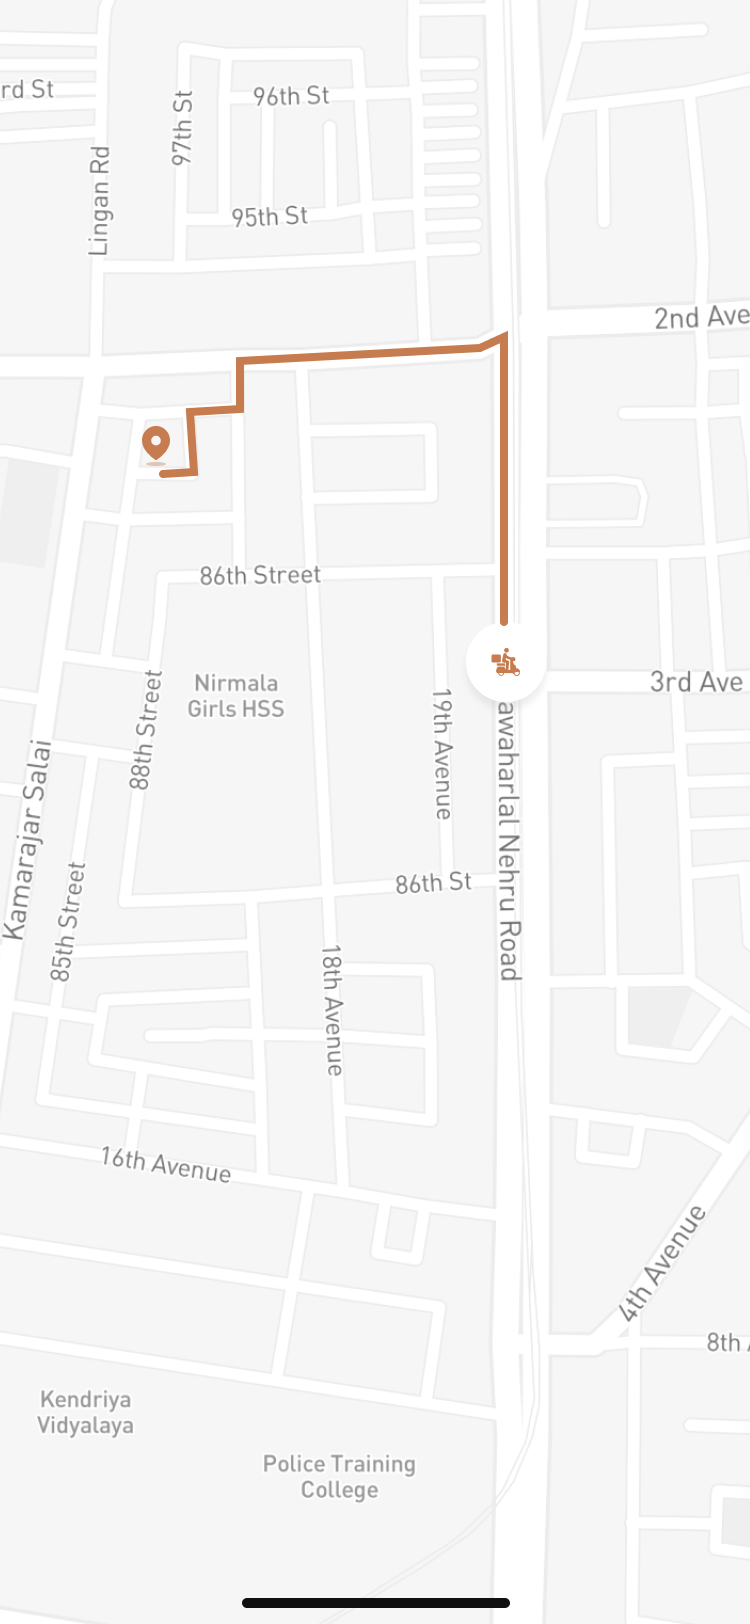 rd St
96th St
97th St
Lingan Rd
95th St
2nd Ave
86th Street
Nirmala
Girls HSS
3rd Ave
88th Street
19th Avenue
awaharlal Nehru Road
Kamarajar Salai
85th Street
86th St
18th Avenue
16th Avenue
4th Avenue
8th
Kendriya
Vidyalaya
Police Training
College